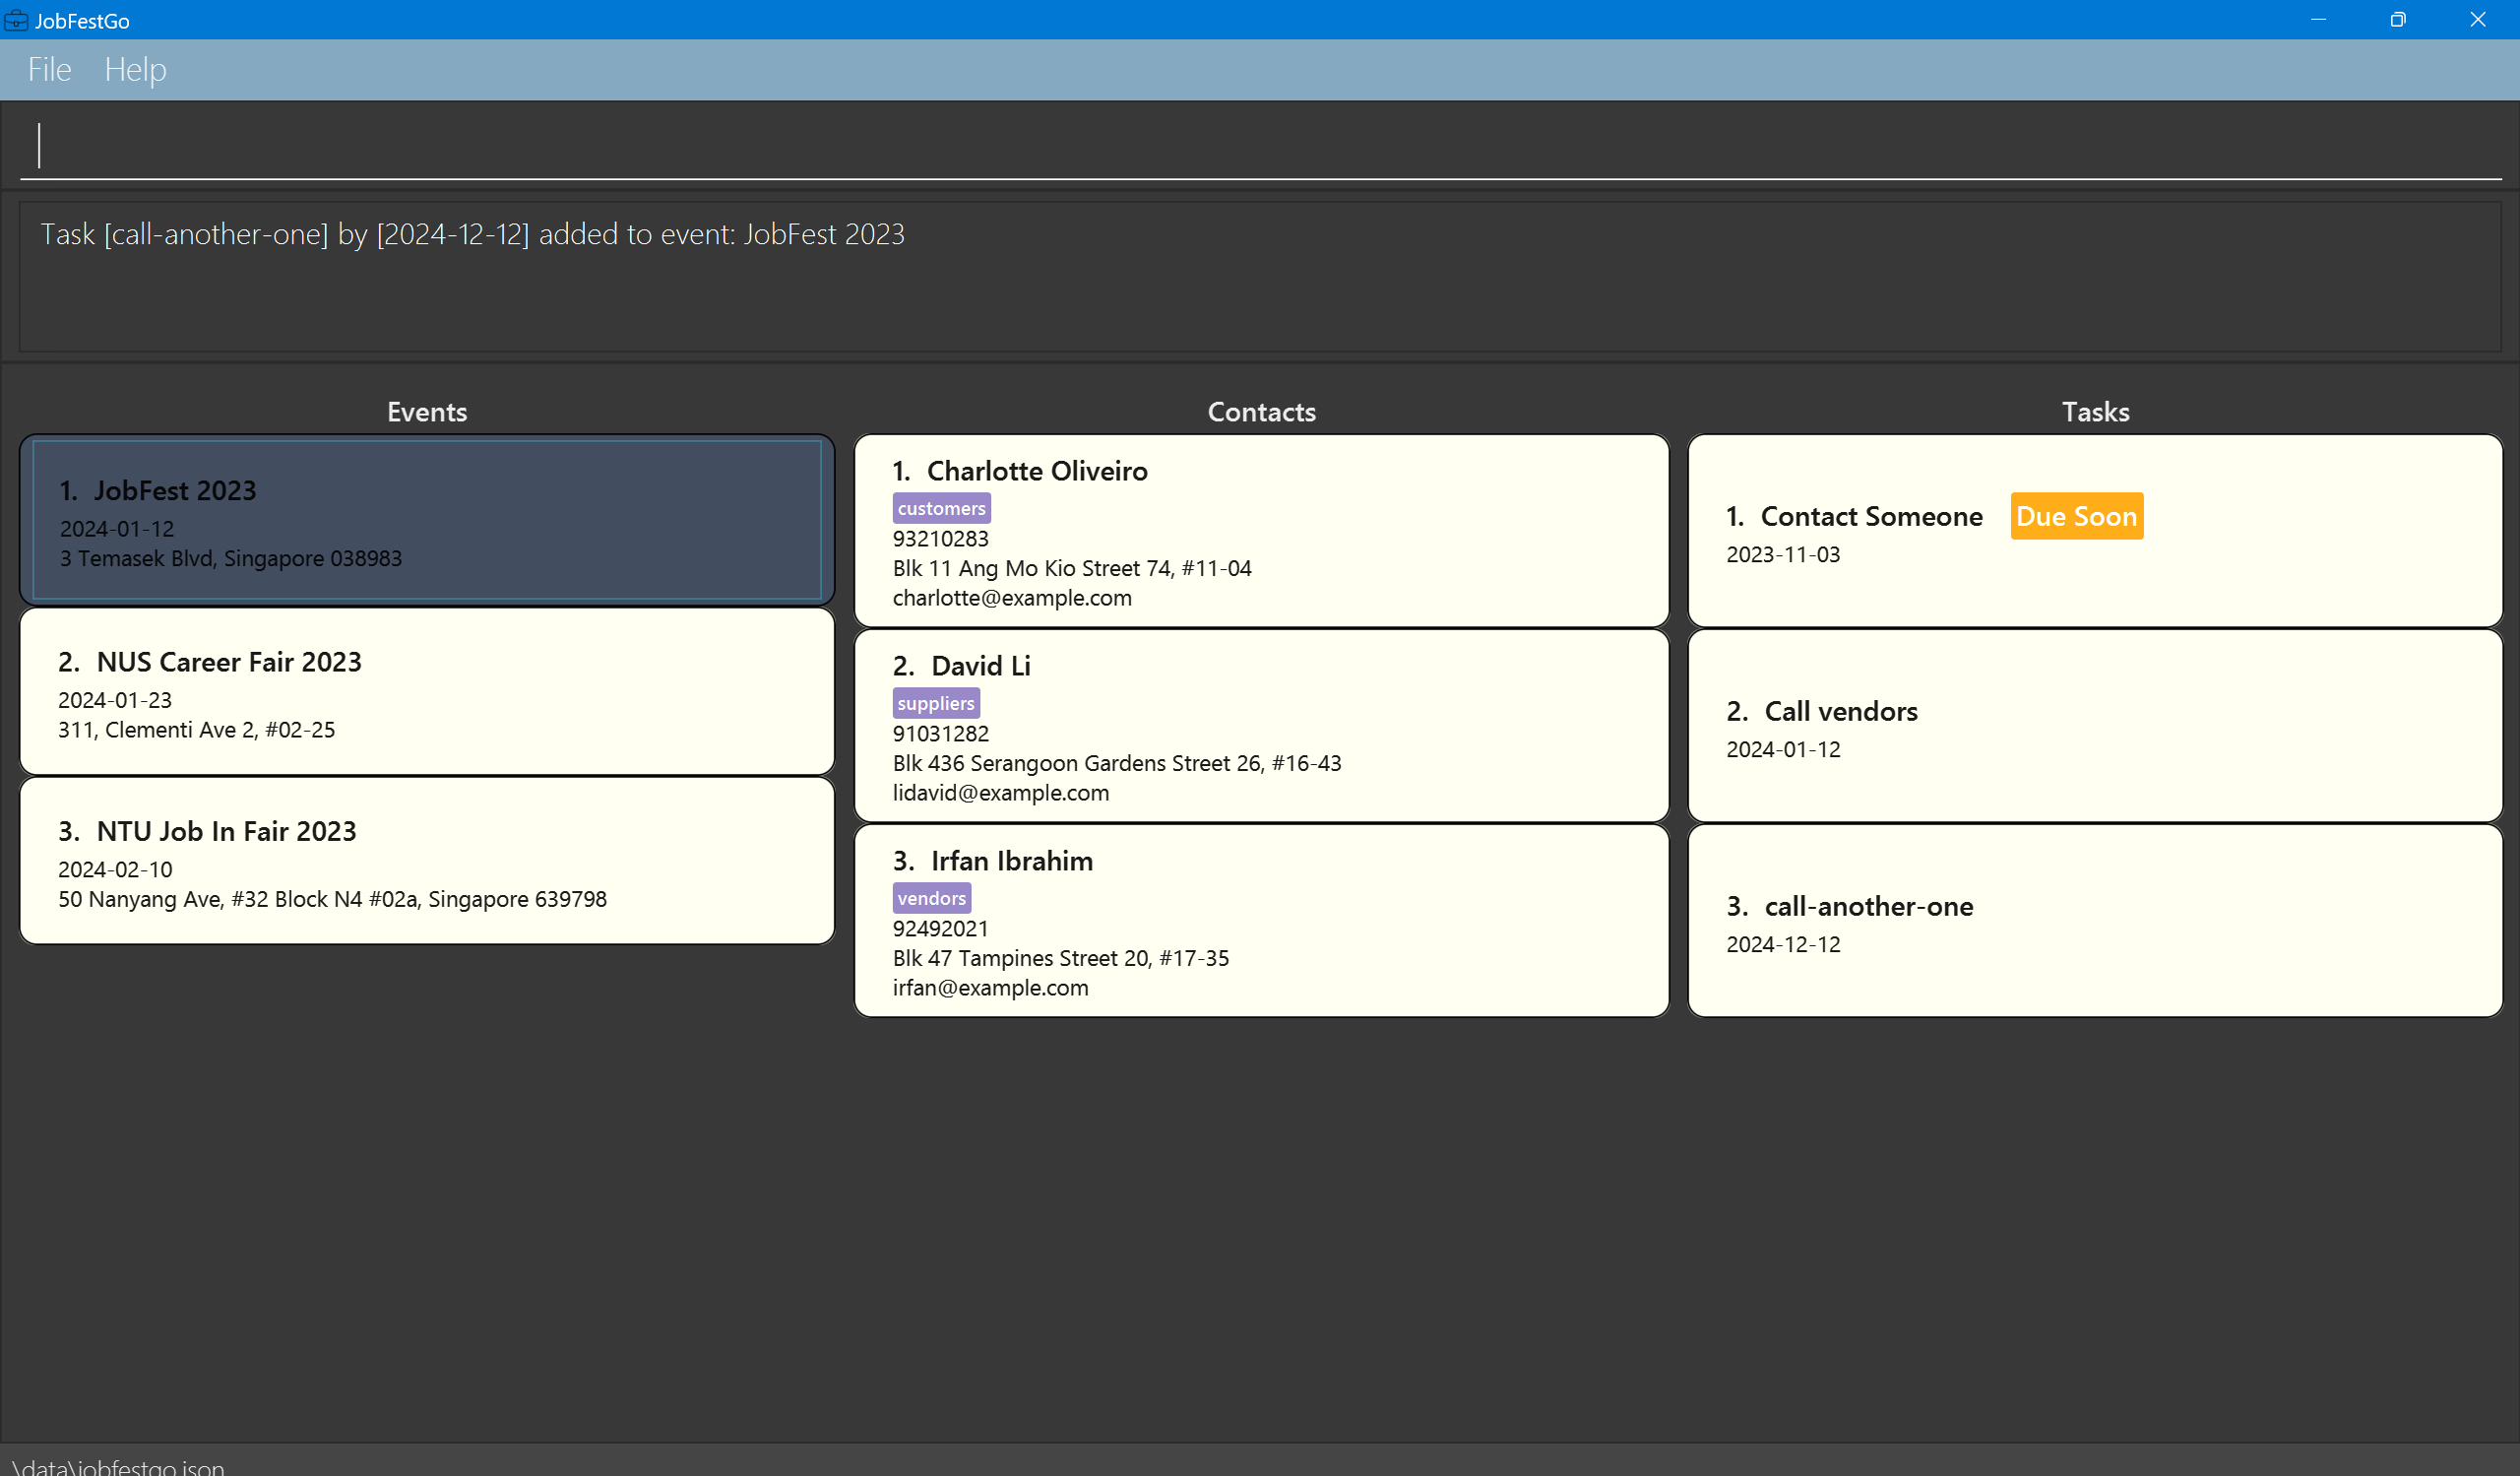 JobFestGo
File Help
Task [call-another-one] by [2024-12-12] added to event: JobFest 2023
Events
1. JobFest 2023
2024-01-12
3 Temasek Blvd, Singapore 038983
2. NUS Career Fair 2023
2024-01-23
311, Clementi Ave 2, #02-25
3. NTU Job In Fair 2023
2024-02-10
50 Nanyang Ave, #32 Block N4 #02a, Singapore 639798
Contacts
1. Charlotte Oliveiro
customers
93210283
Blk 11 Ang Mo Kio Street 74, #11-04
charlotte@example.com
2. David Li
suppliers
91031282
Blk 436 Serangoon Gardens Street 26, #16-43
lidavid@example.com
3. Irfan Ibrahim
vendors
92492021
Blk 47 Tampines Street 20, #17-35
irfan@example.com
Tasks
1. Contact Someone Due Soon
2023-11-03
2. Call vendors
2024-01-12
3. call-another-one
2024-12-12
\data\jobfestgo.json